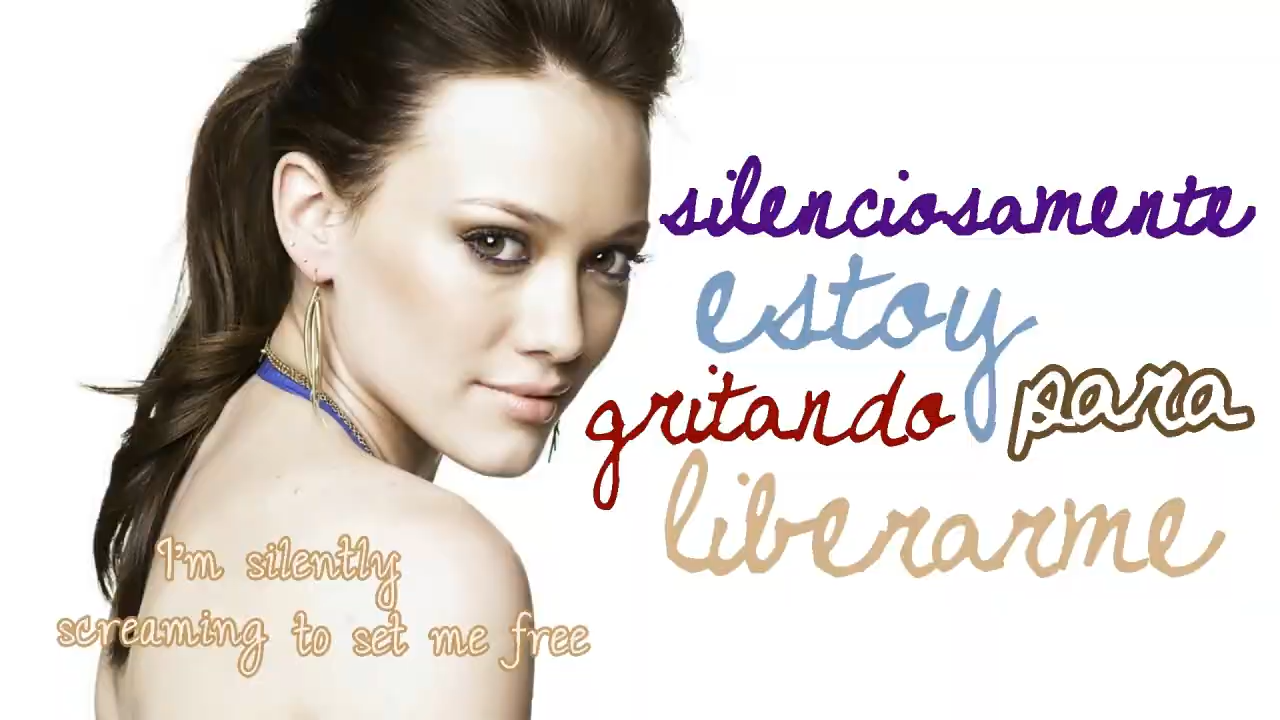 silenciosamente
estoy
gritando para
liberarme
I'm silently
screaming to set me free